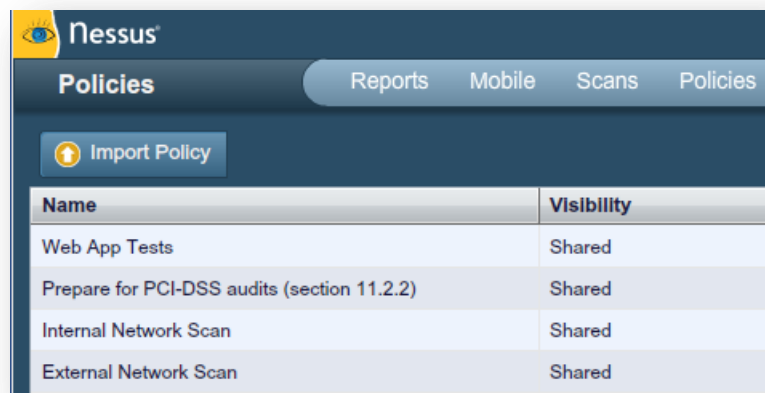 Nessus
Policies Reports Mobile Scans Policies
Import Policy
Name Visibility
Web App Tests Shared
Prepare for PCI-DSS audits (section 11.2.2) Shared
Internal Network Scan Shared
External Network Scan Shared